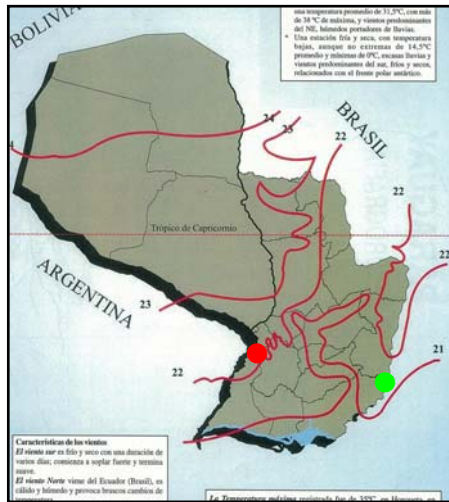 una temperatura promedio de 31,5ºC, con más
de 38 ºC de máxima, y vientos predominantes
del NE, húmedos portadores de lluvias.
* Una estación fría y seca, con temperatura
bajas, aunque no extremas de 14,5ºC
promedio y mínimas de 0ºC, escasas lluvias y
vientos predominantes del sur, fríos y secos,
relacionados con el frente polar antártico.
BOLIVIA
BRASIL
24
23
22
4
22
Trópico de Capricornio
ARGENTINA
22
23
21
22
Características de los vientos
El viento sur es frío y seco con una duración de
varios días; comienza a soplar fuerte y termina
suave.
El viento Norte viene del Ecuador (Brasil), es
cálido y húmedo y provoca bruscos cambios de
temperatura
La Temperatura máxima registrada fue de 35ºC, en Horqueta, en